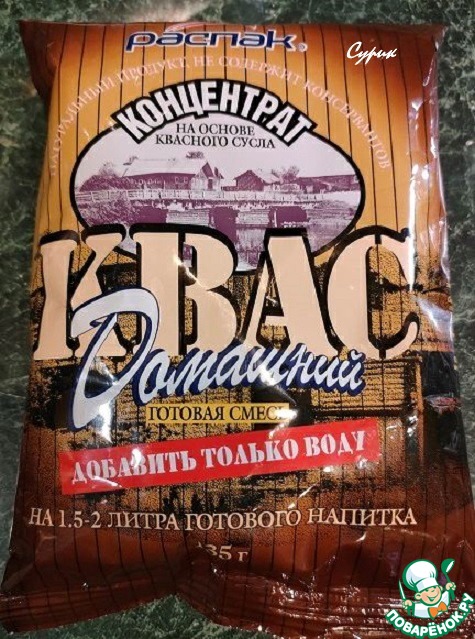 распак
Сурик
НАТУРАЛЬНЫЙ ПРОДУКТ, НЕ СОДЕРЖИТ КОНСЕРВАНТОВ
КОНЦЕНТРАТ
НА ОСНОВЕ
КВАСНОГО СУСЛА
КВАС
Домашний
ГОТОВАЯ СМЕСЬ
ДОБАВИТЬ ТОЛЬКО ВОДУ
НА 1.5-2 ЛИТРА ГОТОВОГО НАПИТКА
35 г
ПОВАРЁНОК.РУ